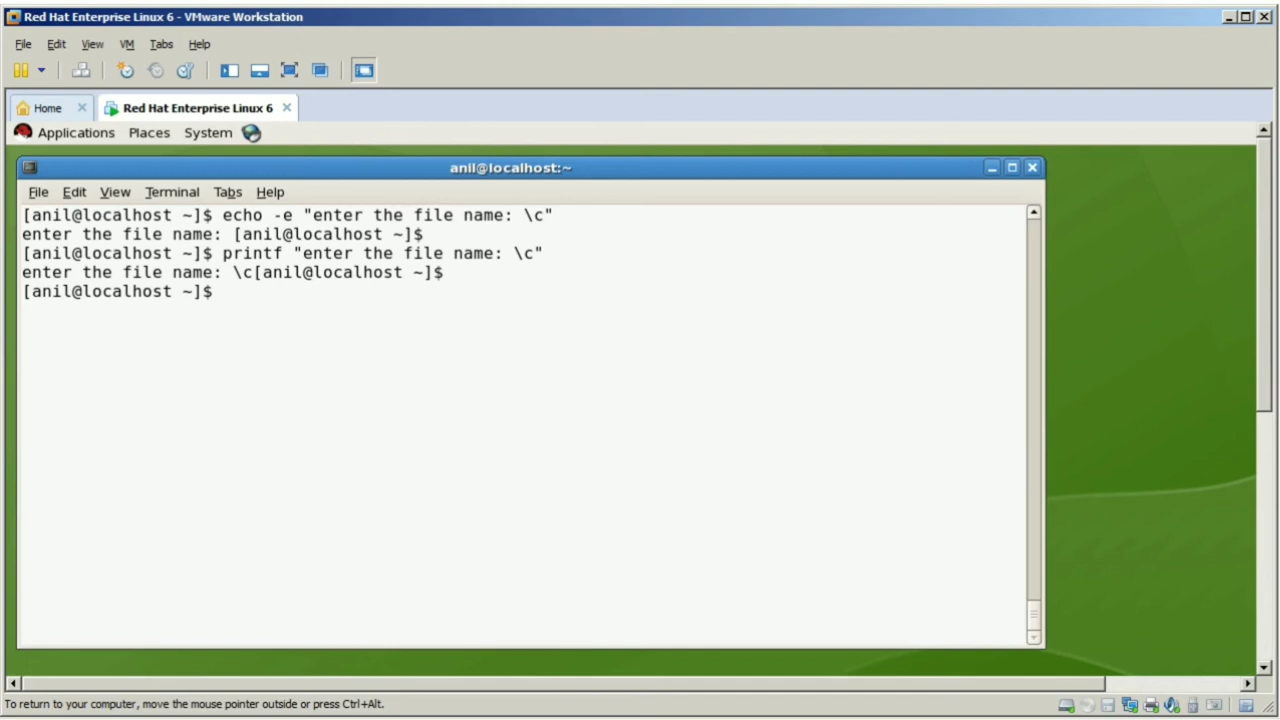 Red Hat Enterprise Linux 6 - VMware Workstation
File Edit View VM Tabs Help
Home Red Hat Enterprise Linux 6
Applications Places System
anil@localhost:~
File Edit View Terminal Tabs Help
[anil@localhost ~]$ echo -e "enter the file name: \c"
enter the file name: [anil@localhost ~]$
[anil@localhost ~]$ printf "enter the file name: \c"
enter the file name: \c[anil@localhost ~]$
[anil@localhost ~]$
To return to your computer, move the mouse pointer outside or press Ctrl+Alt.